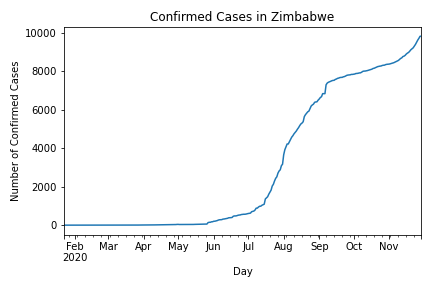 Confirmed Cases in Zimbabwe
Number of Confirmed Cases
10000
8000
6000
4000
2000
0
Feb Mar Apr May Jun Jul Aug Sep Oct Nov
2020
Day